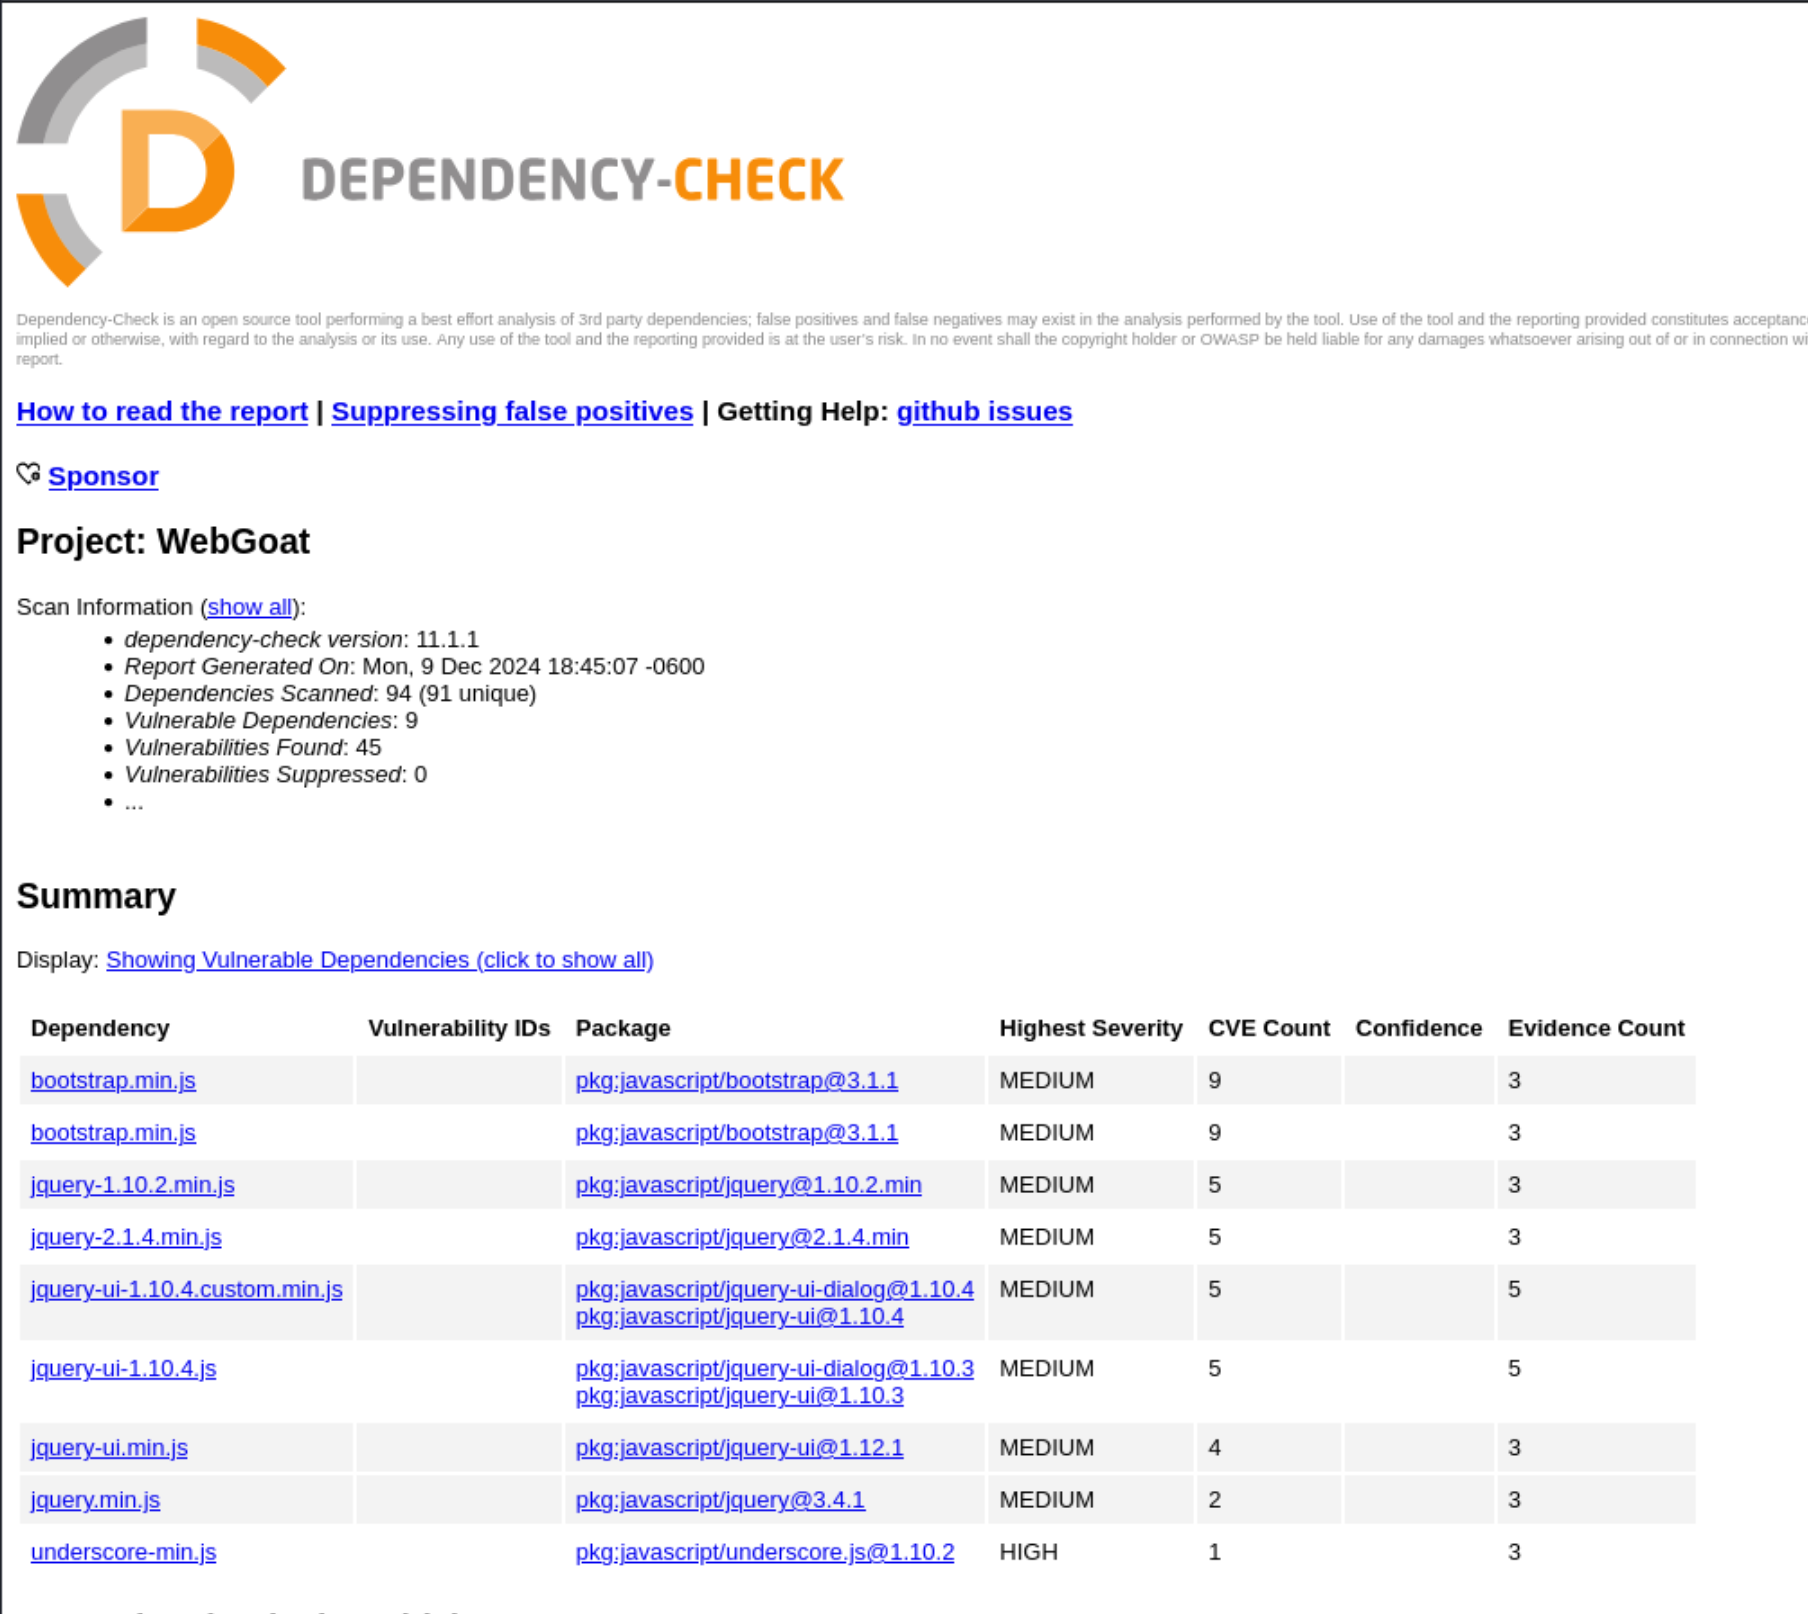 D
DEPENDENCY-CHECK
Dependency-Check is an open source tool performing a best effort analysis of 3rd party dependencies; false positives and false negatives may exist in the analysis performed by the tool. Use of the tool and the reporting provided constitutes
implied or otherwise, with regard to the analysis or its use. Any use of the tool and the reporting provided is at the user's risk. In no event shall the copyright holder or OWASP be held liable for any damages whatsoever arising out of or in connection
report.
How to read the report | Suppressing false positives | Getting Help: github issues
Sponsor
Project: WebGoat
Scan Information (show all):
• dependency-check version: 11.1.1
• Report Generated On: Mon, 9 Dec 2024 18:45:07 -0600
• Dependencies Scanned: 94 (91 unique)
• Vulnerable Dependencies: 9
• Vulnerabilities Found: 45
• Vulnerabilities Suppressed: 0
• ...
Summary
Display: Showing Vulnerable Dependencies (click to show all)
Dependency Vulnerability IDs Package Highest Severity CVE Count Confidence Evidence Count
bootstrap.min.js pkg:javascript/bootstrap@3.1.1 MEDIUM 9 3
bootstrap.min.js pkg:javascript/bootstrap@3.1.1 MEDIUM 9 3
jquery-1.10.2.min.js pkg:javascript/jquery@1.10.2.min MEDIUM 5 3
jquery-2.1.4.min.js pkg:javascript/jquery@2.1.4.min MEDIUM 5 3
jquery-ui-1.10.4.custom.min.js pkg:javascript/jquery-ui-dialog@1.10.4 MEDIUM 5 5
pkg:javascript/jquery-ui@1.10.4
jquery-ui-1.10.4.js pkg:javascript/jquery-ui-dialog@1.10.3 MEDIUM 5 5
pkg:javascript/jquery-ui@1.10.3
jquery-ui.min.js pkg:javascript/jquery-ui@1.12.1 MEDIUM 4 3
jquery.min.js pkg:javascript/jquery@3.4.1 MEDIUM 2 3
underscore-min.js pkg:javascript/underscore.js@1.10.2 HIGH 1 3